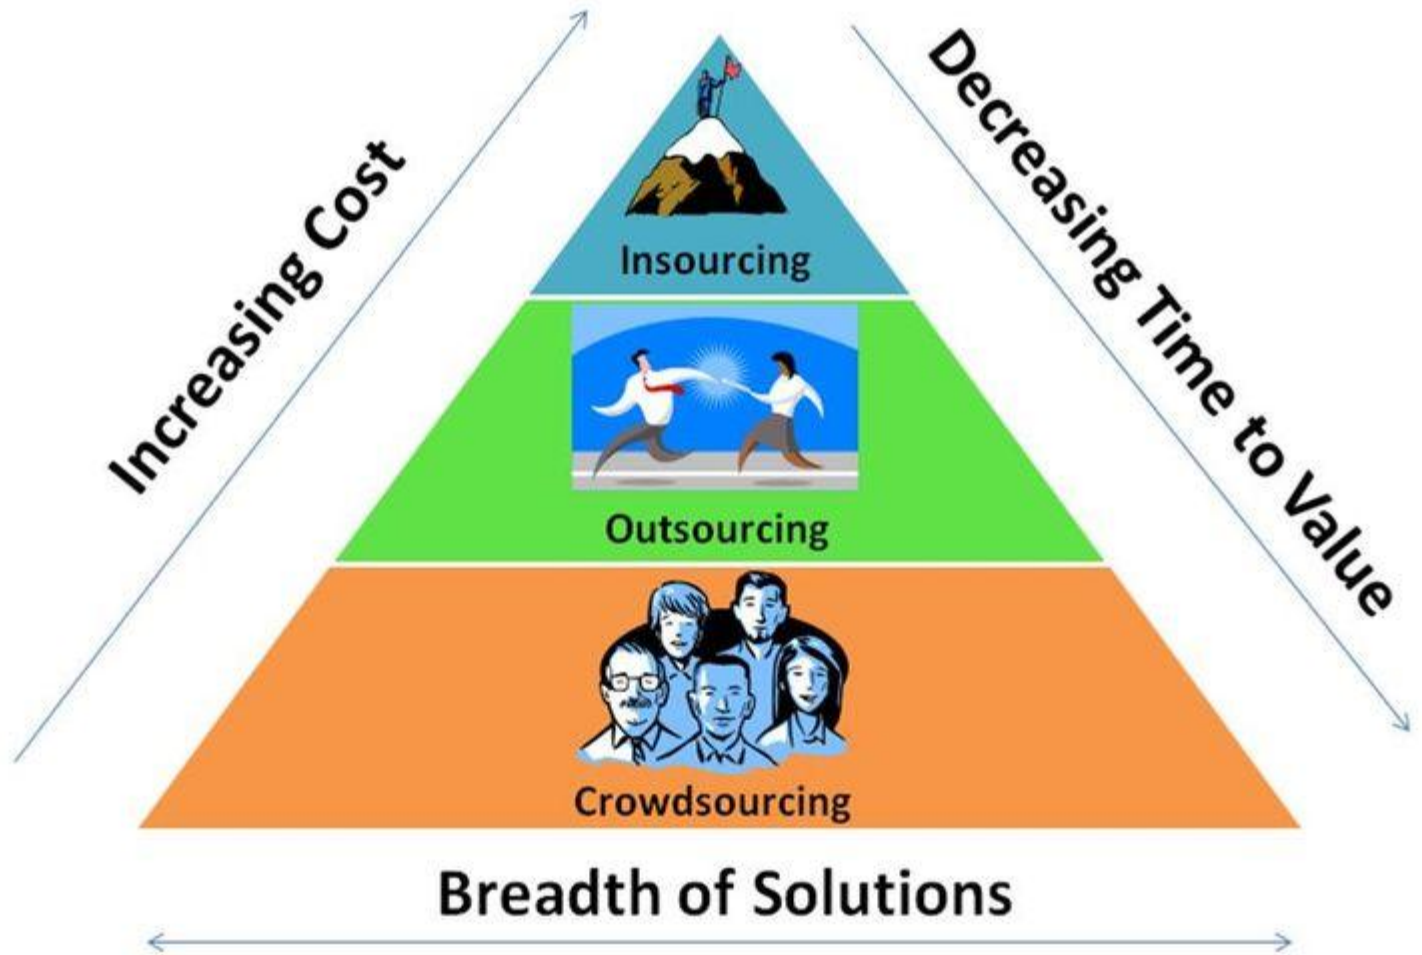 Increasing Cost
Decreasing Time to Value
Insourcing
Outsourcing
Crowdsourcing
Breadth of Solutions